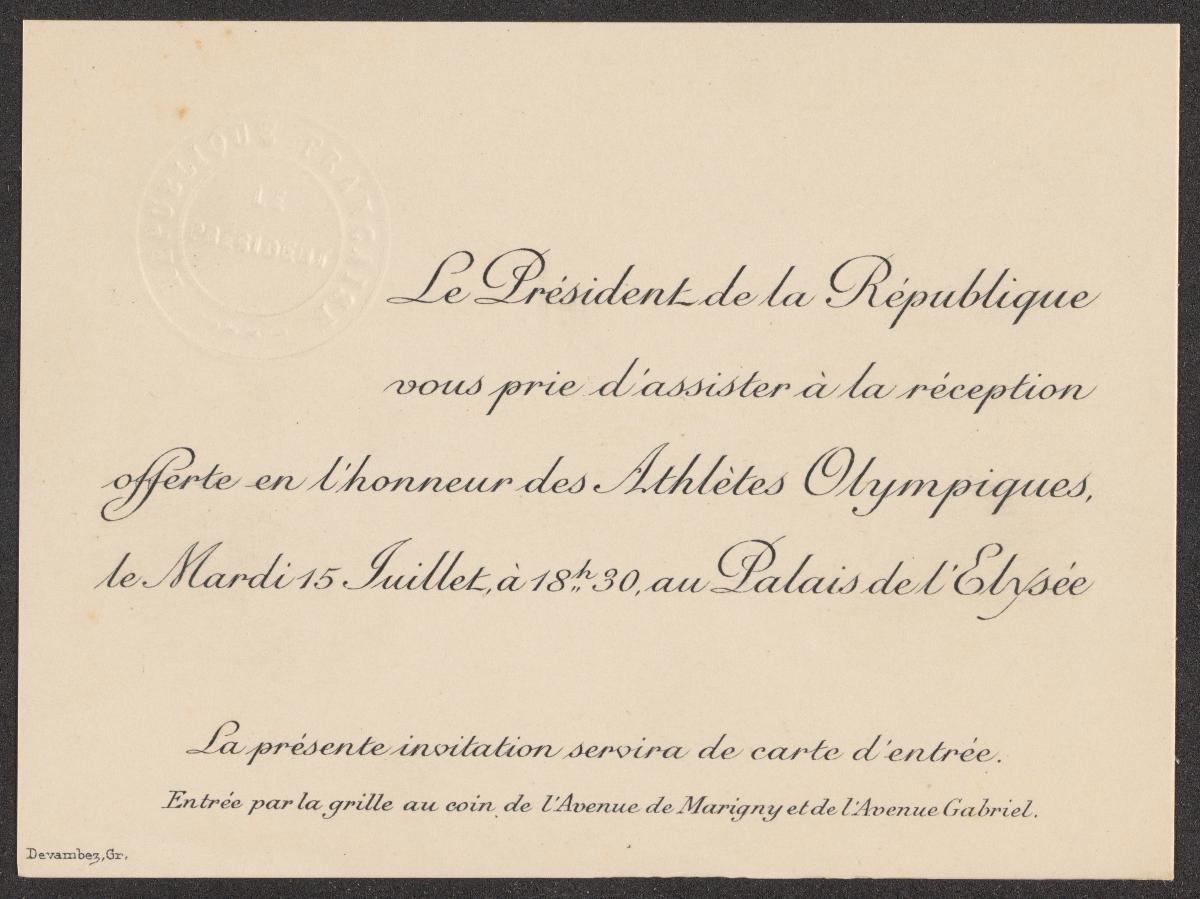 RÉPUBLIQUE FRANÇAISE
LE
PRÉSIDENT
Le Président de la République
vous prie d'assister à la réception
offerte en l'honneur des Athlètes Olympiques,
le Mardi 15 Juillet, à 18h. 30, au Palais de l'Elysée
La présente invitation servira de carte d'entrée.
Entrée par la grille au coin de l'Avenue de Marigny et de l'Avenue Gabriel.
Devambez, Gr.